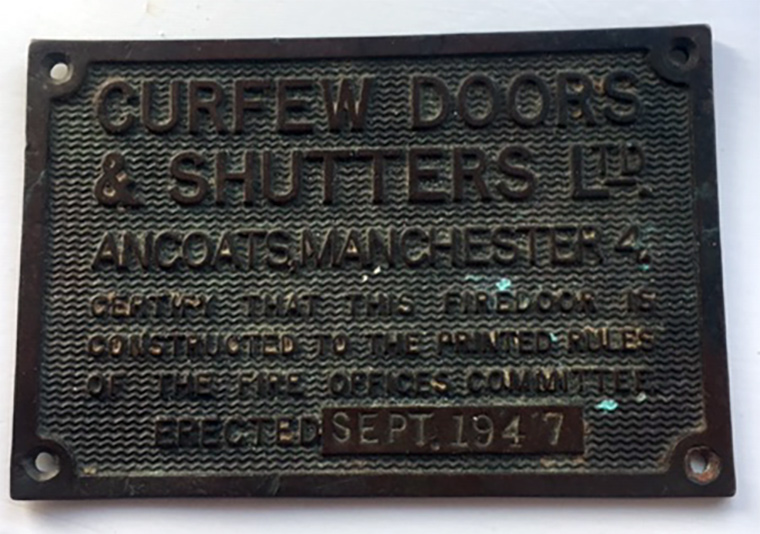 CURFEW DOORS
& SHUTTERS LTD.
ANCOATS, MANCHESTER 4.
CERTIFY THAT THIS FIREDOOR IS
CONSTRUCTED TO THE PRINTED RULES
OF THE FIRE OFFICES COMMITTEE.
ERECTED SEPT. 1947